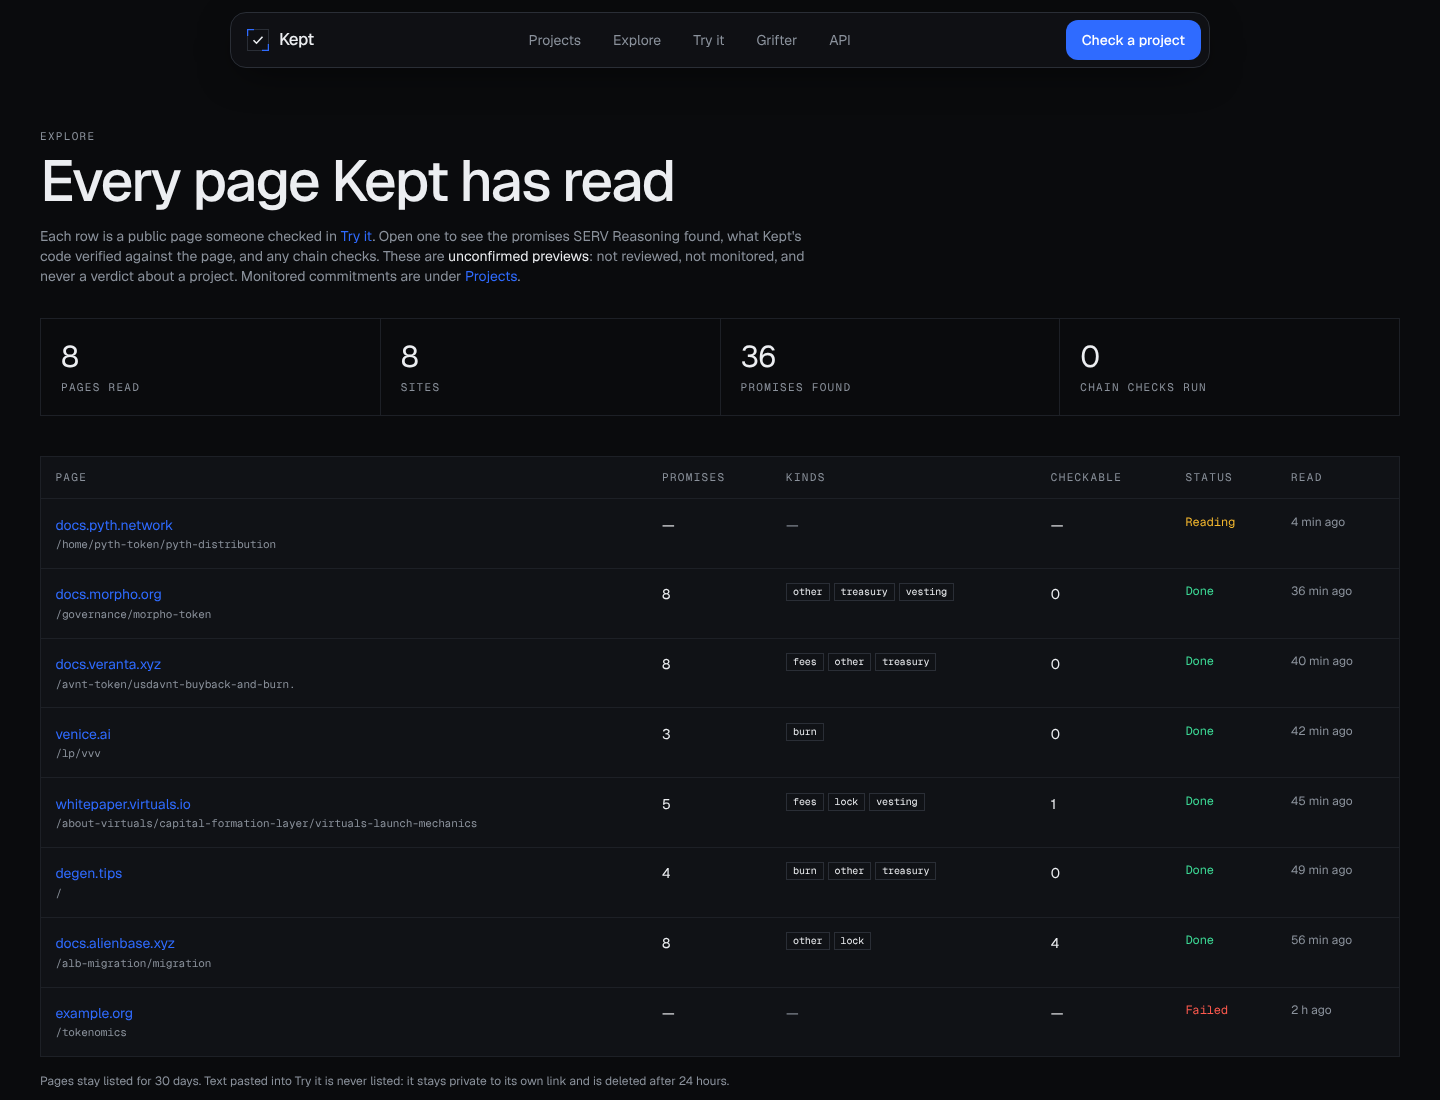 Kept
Projects Explore Try it Grifter API
Check a project
EXPLORE
Every page Kept has read
Each row is a public page someone checked in Try it. Open one to see the promises SERV Reasoning found, what Kept's
code verified against the page, and any chain checks. These are unconfirmed previews: not reviewed, not monitored, and
never a verdict about a project. Monitored commitments are under Projects.
8 8 36 0
PAGES READ SITES PROMISES FOUND CHAIN CHECKS RUN
PAGE PROMISES KINDS CHECKABLE STATUS READ
docs.pyth.network — — — Reading 4 min ago
/home/pyth-token/pyth-distribution
docs.morpho.org 8 other treasury vesting 0 Done 36 min ago
/governance/morpho-token
docs.veranta.xyz 8 fees other treasury 0 Done 40 min ago
/avnt-token/usdavnt-buyback-and-burn.
venice.ai 3 burn 0 Done 42 min ago
/lp/vvv
whitepaper.virtuals.io 5 fees lock vesting 1 Done 45 min ago
/about-virtuals/capital-formation-layer/virtuals-launch-mechanics
degen.tips 4 burn other treasury 0 Done 49 min ago
/
docs.alienbase.xyz 8 other lock 4 Done 56 min ago
/alb-migration/migration
example.org — — — Failed 2 h ago
/tokenomics
Pages stay listed for 30 days. Text pasted into Try it is never listed: it stays private to its own link and is deleted after 24 hours.